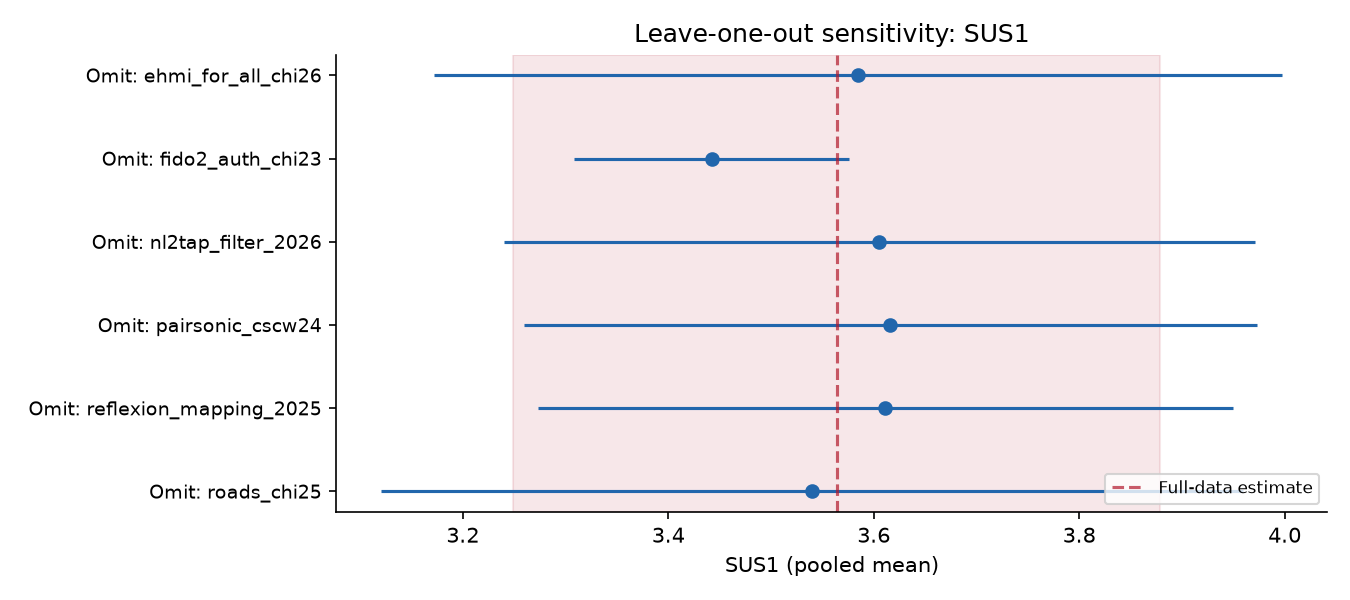 Leave-one-out sensitivity: SUS1
Omit: ehmi_for_all_chi26
Omit: fido2_auth_chi23
Omit: nl2tap_filter_2026
Omit: pairsonic_cscw24
Omit: reflexion_mapping_2025
Omit: roads_chi25
Full-data estimate
3.2 3.4 3.6 3.8 4.0
SUS1 (pooled mean)